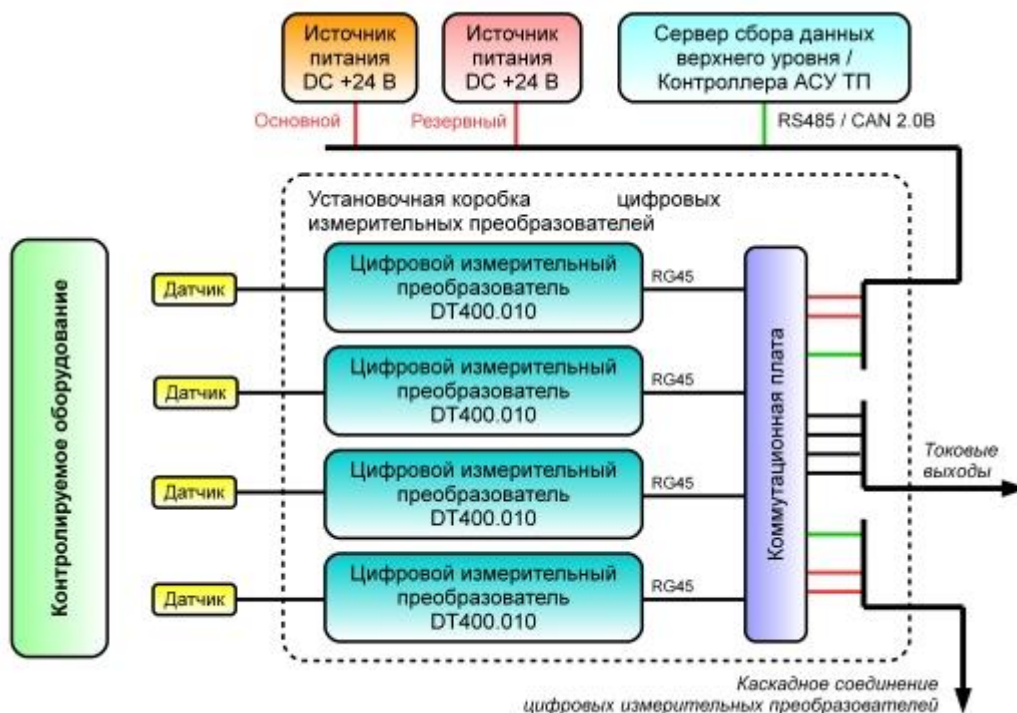 Источник
питания
DC +24 В
Источник
питания
DC +24 В
Сервер сбора данных
верхнего уровня /
Контроллера АСУ ТП
Основной
Резервный
RS485 / CAN 2.0B
Установочная коробка цифровых
измерительных преобразователей
Контролируемое оборудование
Датчик
Цифровой измерительный
преобразователь
DT400.010
RG45
Датчик
Цифровой измерительный
преобразователь
DT400.010
RG45
Датчик
Цифровой измерительный
преобразователь
DT400.010
RG45
Датчик
Цифровой измерительный
преобразователь
DT400.010
RG45
Коммутационная плата
Токовые
выходы
Каскадное соединение
цифровых измерительных преобразователей